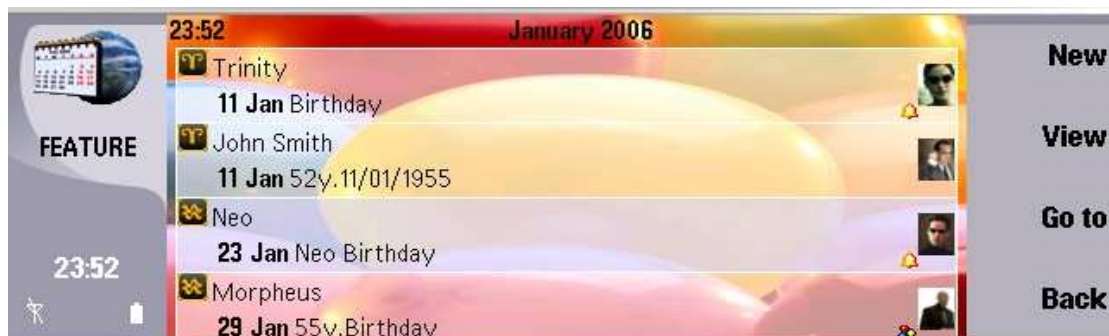 23:52 January 2006
Trinity
11 Jan Birthday
John Smith
11 Jan 52y.11/01/1955
Neo
23 Jan Neo Birthday
Morpheus
29 Jan 55y.Birthday
FEATURE
23:52
New
View
Go to
Back